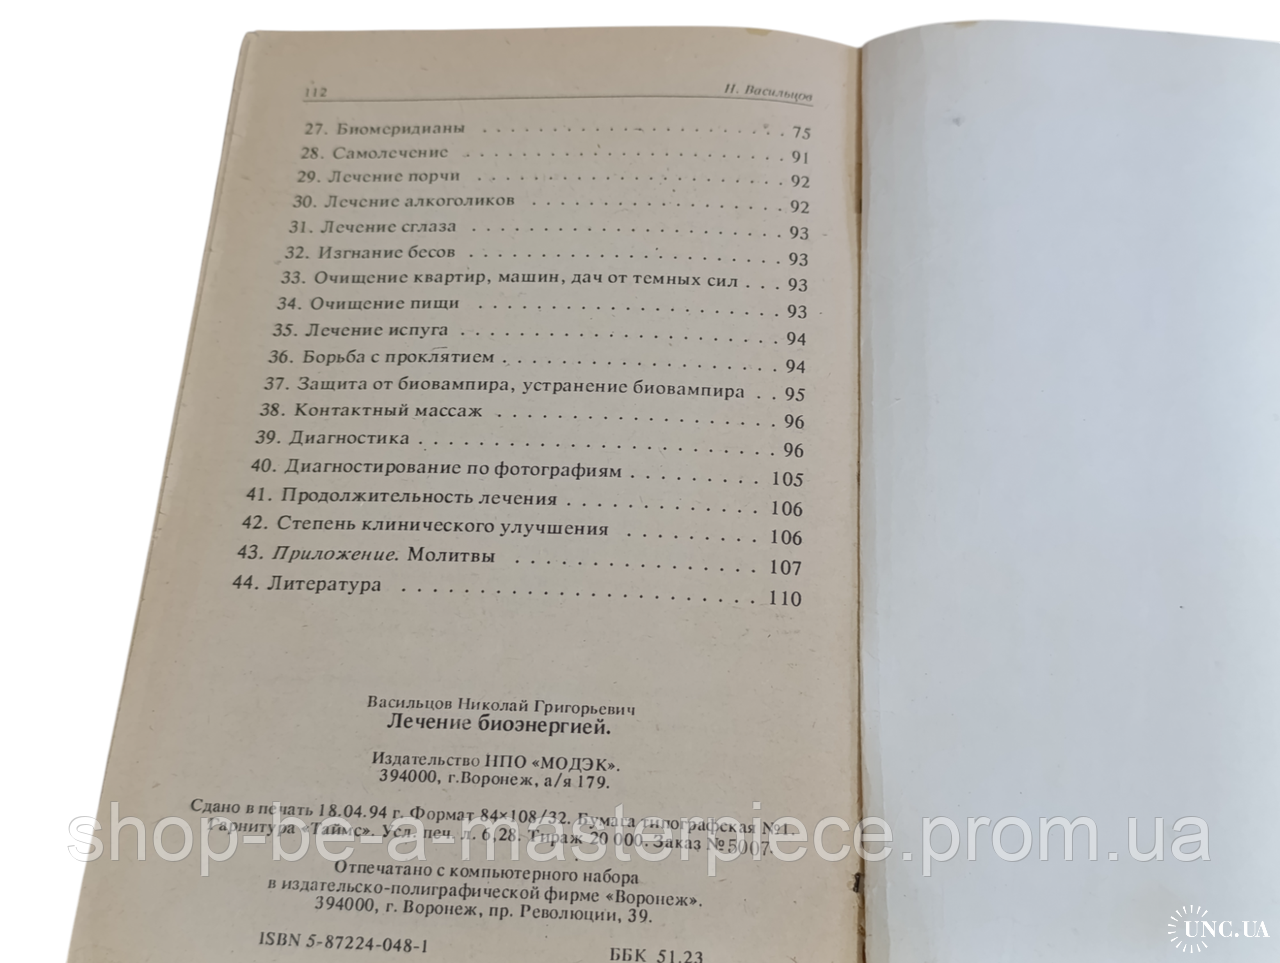 112 Н. Васильцов
27. Биомеридианы . . . . . . . . . . . . . . . . . . . . . . 75
28. Самолечение . . . . . . . . . . . . . . . . . . . . . . . 91
29. Лечение порчи . . . . . . . . . . . . . . . . . . . . . . 92
30. Лечение алкоголиков . . . . . . . . . . . . . . . . . . 92
31. Лечение сглаза . . . . . . . . . . . . . . . . . . . . . . 93
32. Изгнание бесов . . . . . . . . . . . . . . . . . . . . . . 93
33. Очищение квартир, машин, дач от темных сил . . . 93
34. Очищение пищи . . . . . . . . . . . . . . . . . . . . . 93
35. Лечение испуга . . . . . . . . . . . . . . . . . . . . . . 94
36. Борьба с проклятием . . . . . . . . . . . . . . . . . . . 94
37. Защита от биовампира, устранение биовампира . . 95
38. Контактный массаж . . . . . . . . . . . . . . . . . . . 96
39. Диагностика . . . . . . . . . . . . . . . . . . . . . . . . 96
40. Диагностирование по фотографиям . . . . . . . . . 105
41. Продолжительность лечения . . . . . . . . . . . . . 106
42. Степень клинического улучшения . . . . . . . . . 106
43. Приложение. Молитвы . . . . . . . . . . . . . . . . 107
44. Литература . . . . . . . . . . . . . . . . . . . . . . . . 110
Васильцов Николай Григорьевич
Лечение биоэнергией.
Издательство НПО «МОДЭК».
394000, г.Воронеж, а/я 179.
Сдано в печать 18.04.94 г. Формат 84×108/32. Бумага типографская №1.
Гарнитура «Таймс». Усл. печ. л. 6,28. Тираж 20 000. Заказ № 5007.
shop-be-a-masterpiece.prom.ua
Отпечатано с компьютерного набора
в издательско-полиграфической фирме «Воронеж».
394000, г. Воронеж, пр. Революции, 39.
ISBN 5-87224-048-1 ББК 51.23
UNC.UA